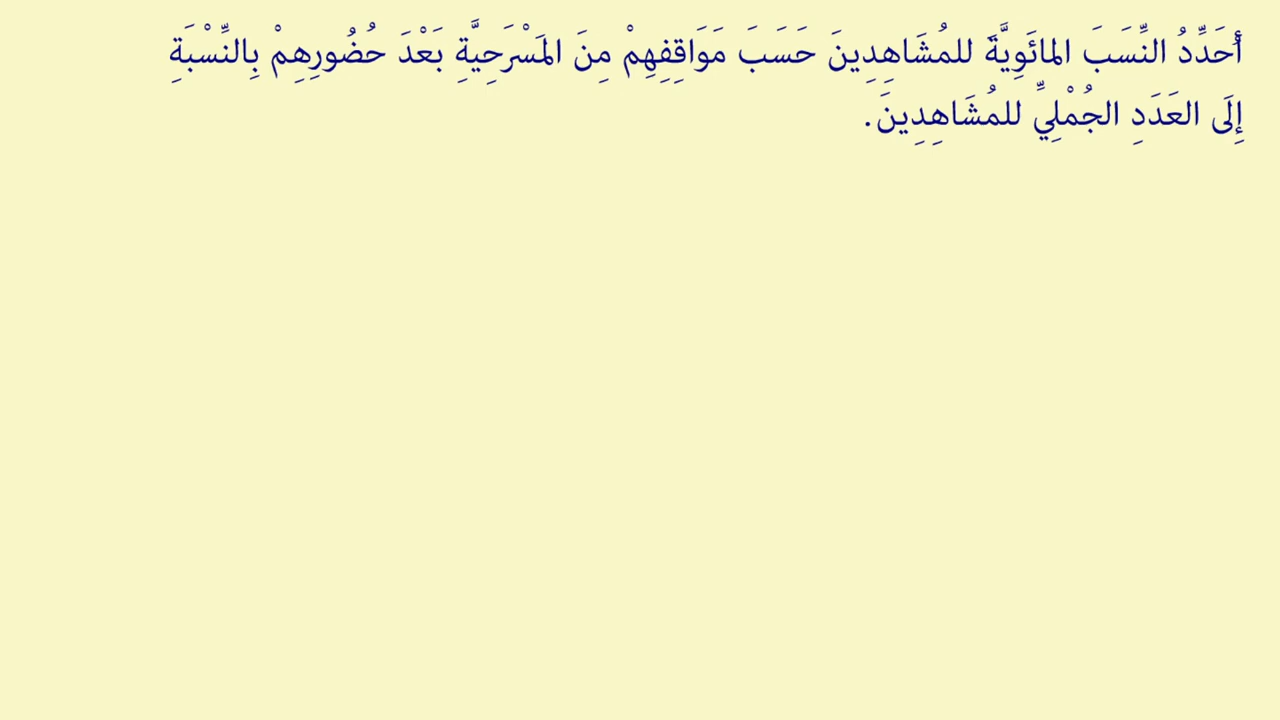 أُحَدِّدُ النِّسَبَ المائَوِيَّةَ للمُشَاهِدِينَ حَسَبَ مَوَاقِفِهِمْ مِنَ المَسْرَحِيَّةِ بَعْدَ حُضُورِهِمْ بِالنِّسْبَةِ
إِلَى العَدَدِ الجُمْلِيِّ للمُشَاهِدِينَ.